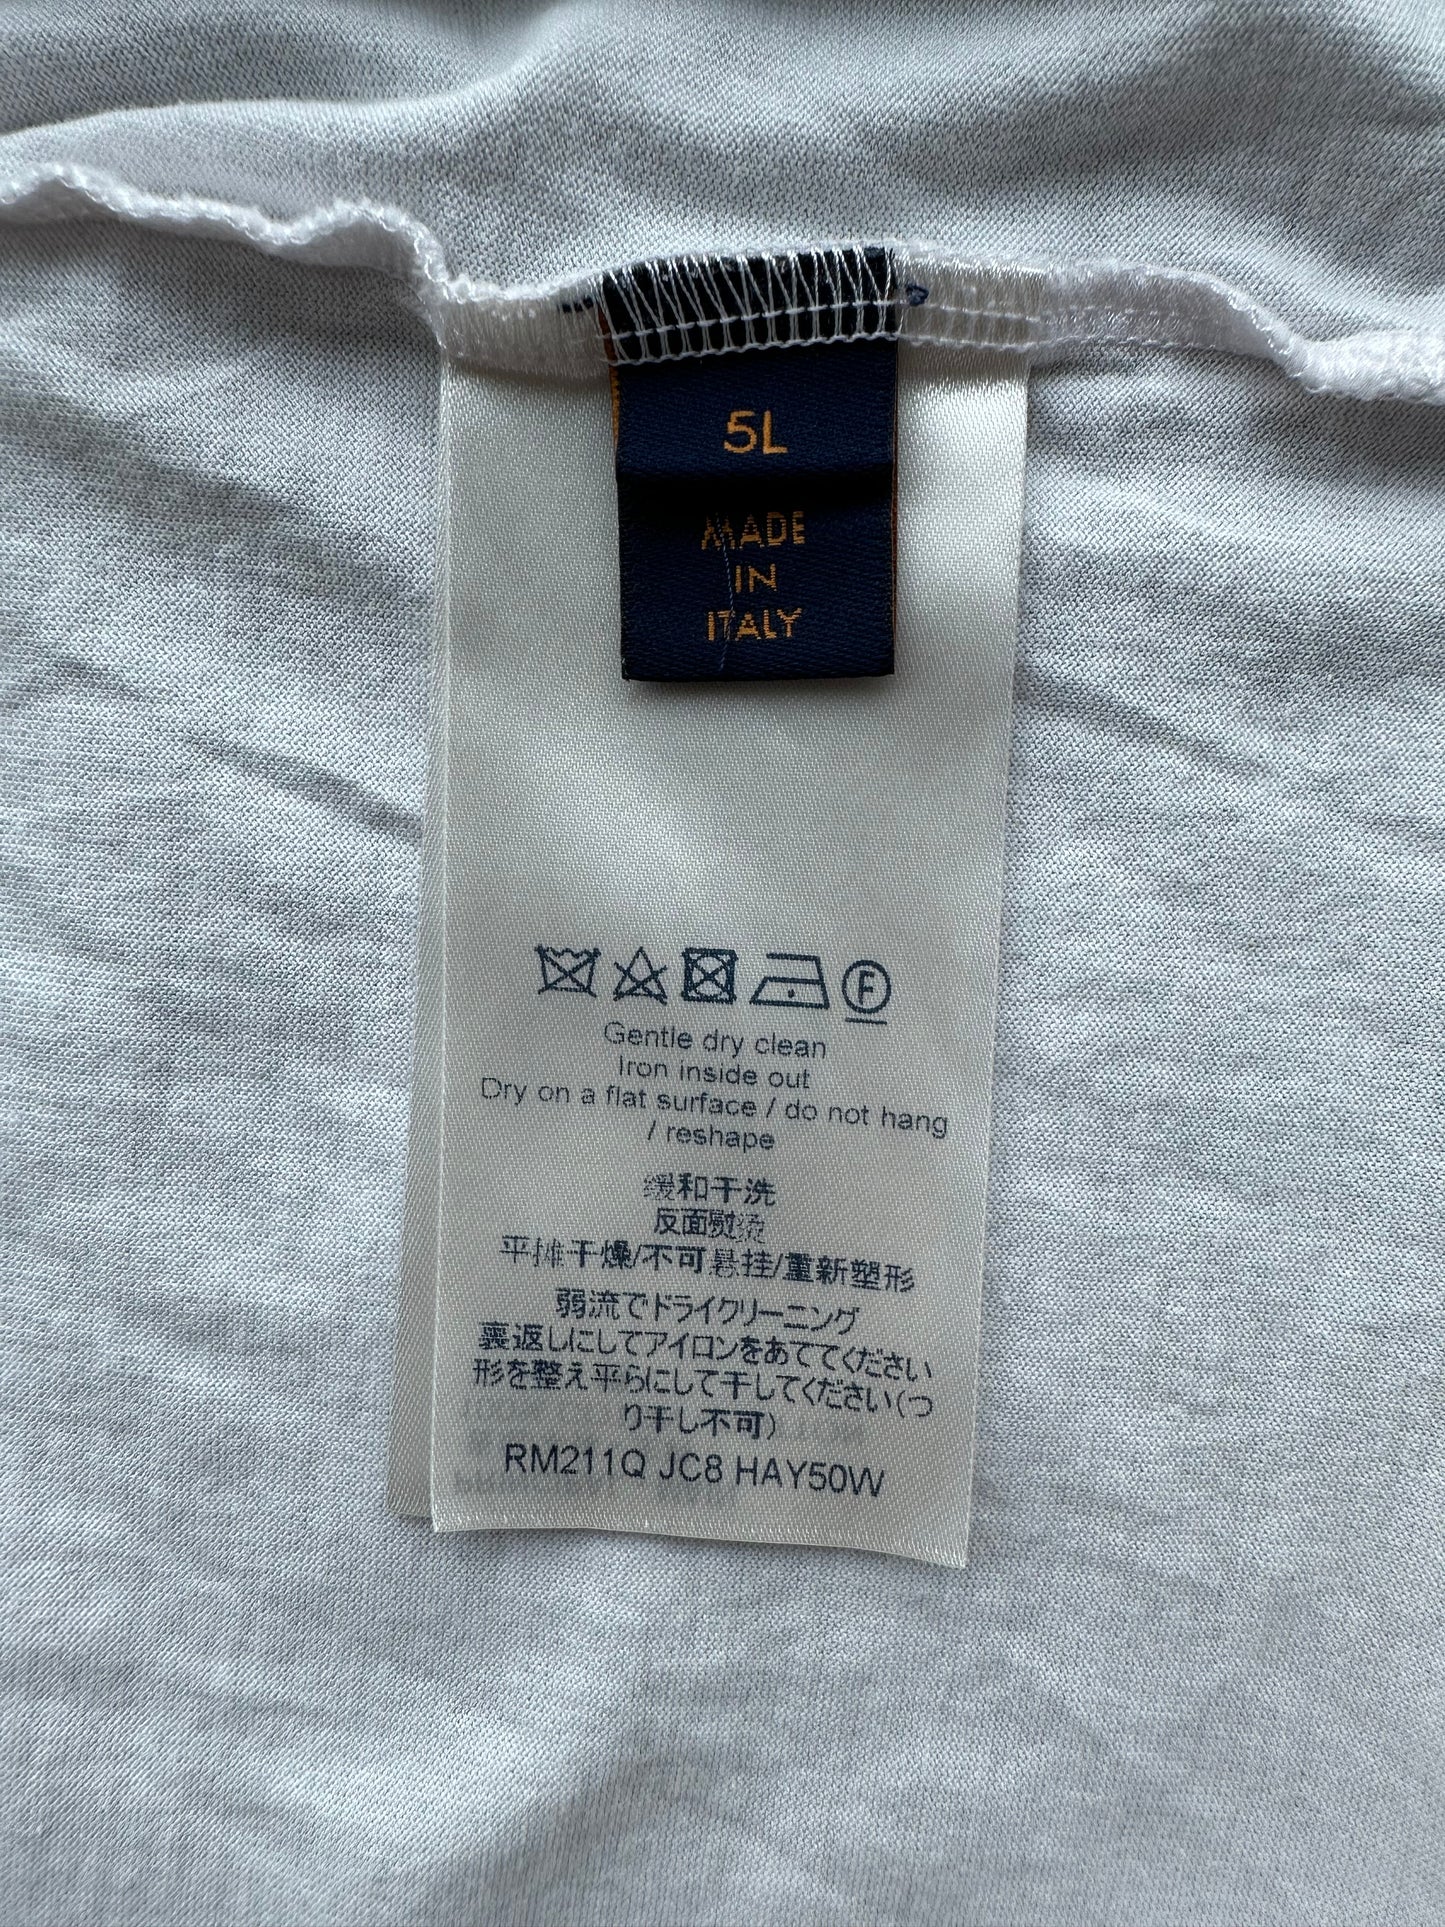 5L
MADE
IN
ITALY
F
Gentle dry clean
Iron inside out
Dry on a flat surface / do not hang
/ reshape
缓和干洗
反面熨烫
平摊干燥/不可悬挂/重新塑形
弱流でドライクリーニング
裏返しにしてアイロンをあててください
形を整え平らにして干してください(つ
り干し不可)
RM211Q JC8 HAY50W